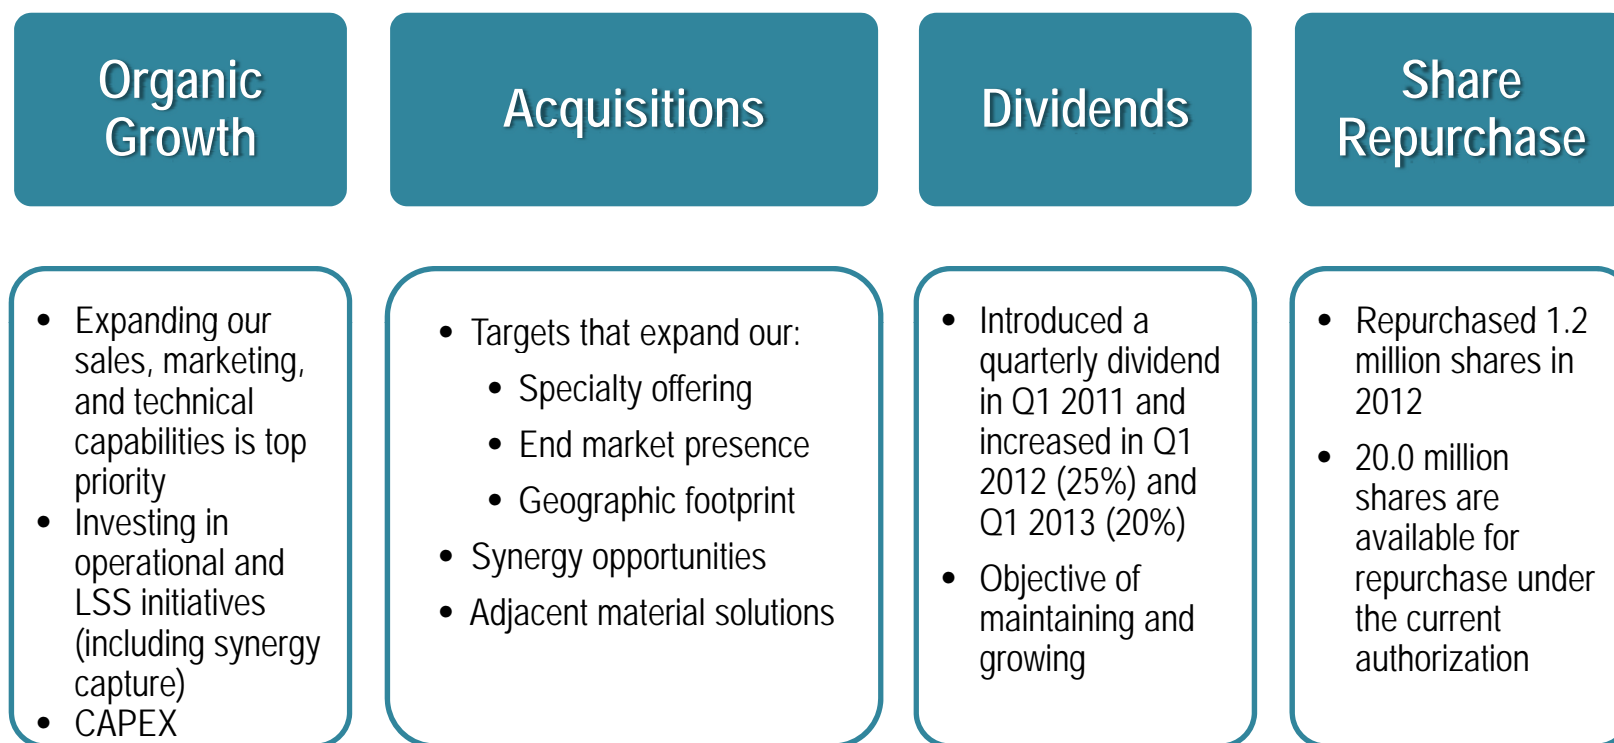 Organic
Growth
Acquisitions
Dividends
Share
Repurchase
• Expanding our
sales, marketing,
and technical
capabilities is top
priority
• Investing in
operational and
LSS initiatives
(including synergy
capture)
• CAPEX
• Targets that expand our:
• Specialty offering
• End market presence
• Geographic footprint
• Synergy opportunities
• Adjacent material solutions
• Introduced a
quarterly dividend
in Q1 2011 and
increased in Q1
2012 (25%) and
Q1 2013 (20%)
• Objective of
maintaining and
growing
• Repurchased 1.2
million shares in
2012
• 20.0 million
shares are
available for
repurchase under
the current
authorization